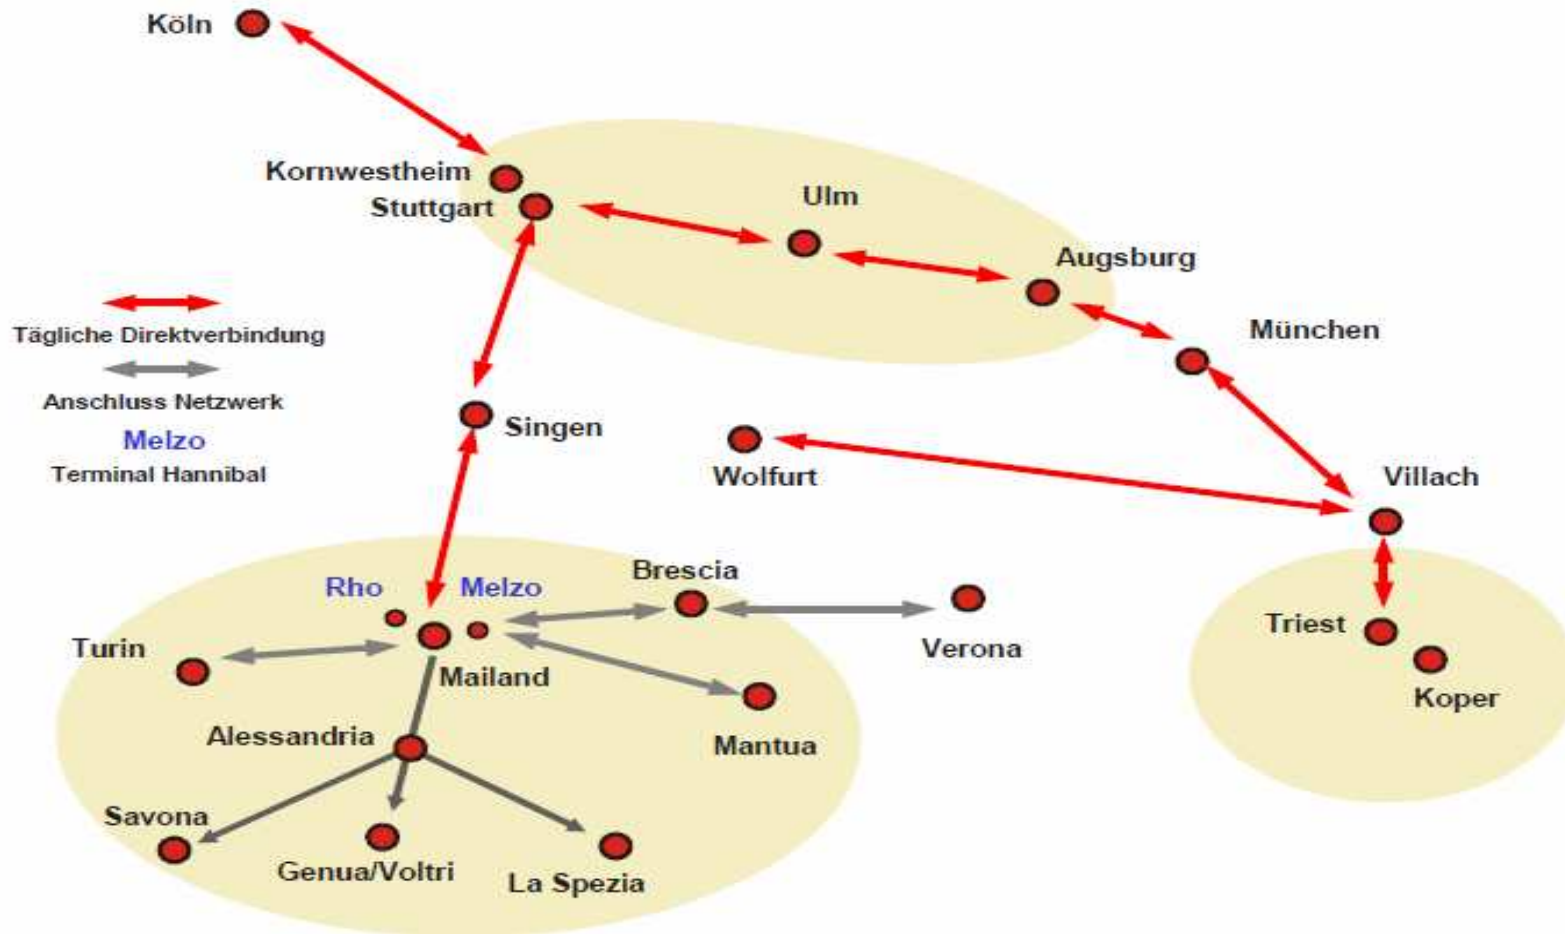 Köln
Kornwestheim
Stuttgart
Ulm
Augsburg
München
Tägliche Direktverbindung
Anschluss Netzwerk
Melzo
Terminal Hannibal
Singen
Wolfurt
Villach
Rho
Melzo
Brescia
Turin
Mailand
Verona
Triest
Koper
Alessandria
Mantua
Savona
Genua/Voltri
La Spezia